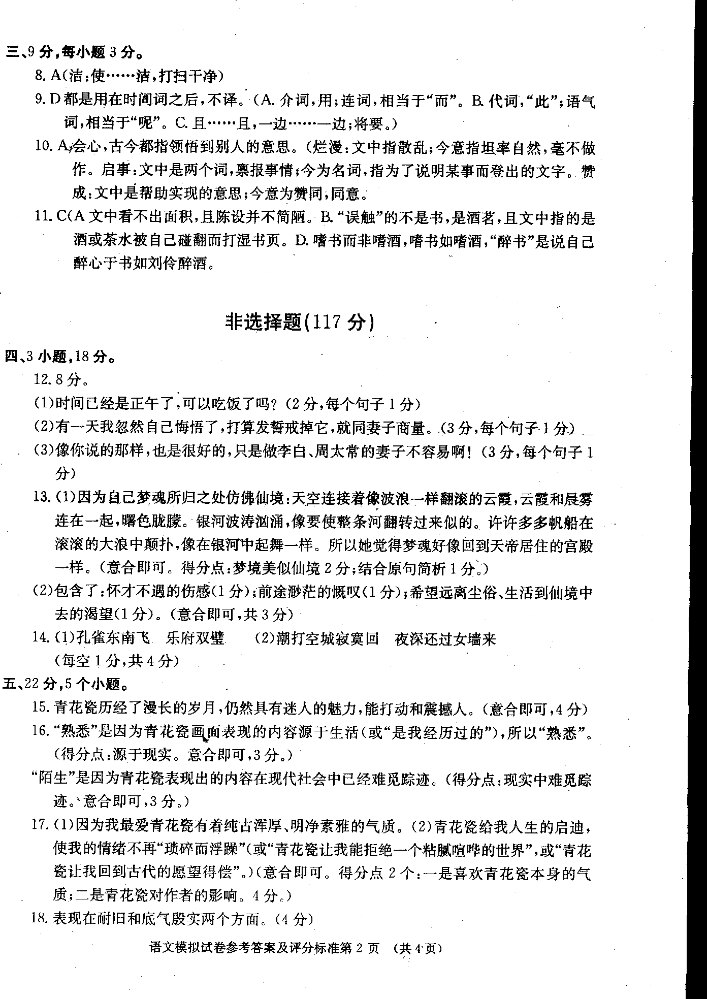 三、9分,每小题3分。
8. A(洁:使……洁,打扫干净)
9. D 都是用在时间词之后,不译。(A. 介词,用;连词,相当于“而”。B. 代词,“此”;语气
词,相当于“呢”。C. 且……且,一边……一边;将要。)
10. A,会心,古今都指领悟到别人的意思。(烂漫:文中指散乱;今意指坦率自然,毫不做
作。启事:文中是两个词,禀报事情;今为名词,指为了说明某事而登出的文字。赞
成:文中是帮助实现的意思;今意为赞同,同意。
11. C(A 文中看不出面积,且陈设并不简陋。B. “误触”的不是书,是酒茗,且文中指的是
酒或茶水被自己碰翻而打湿书页。D. 嗜书而非嗜酒,嗜书如嗜酒,“醉书”是说自己
醉心于书如刘伶醉酒。
非选择题(117分)
四、3小题,18分。
12. 8分。
(1)时间已经是正午了,可以吃饭了吗?(2分,每个句子1分)
(2)有一天我忽然自己悔悟了,打算发誓戒掉它,就同妻子商量。(3分,每个句子1分)
(3)像你说的那样,也是很好的,只是做李白、周太常的妻子不容易啊!(3分,每个句子1
分)
13. (1)因为自己梦魂所归之处仿佛仙境:天空连接着像波浪一样翻滚的云霞,云霞和晨雾
连在一起,曙色胧朦。银河波涛汹涌,像要使整条河翻转过来似的。许许多多帆船在
滚滚的大浪中颠扑,像在银河中起舞一样。所以她觉得梦魂好像回到天帝居住的宫殿
一样。(意合即可。得分点:梦境美似仙境2分;结合原句简析1分。)
(2)包含了:怀才不遇的伤感(1分);前途渺茫的慨叹(1分);希望远离尘俗、生活到仙境中
去的渴望(1分)。(意合即可,共3分)
14. (1)孔雀东南飞 乐府双璧 (2)潮打空城寂寞回 夜深还过女墙来
(每空1分,共4分)
五、22分,5个小题。
15. 青花瓷历经了漫长的岁月,仍然具有迷人的魅力,能打动和震撼人。(意合即可,4分)
16. “熟悉”是因为青花瓷画面表现的内容源于生活(或“是我经历过的”),所以“熟悉”。
(得分点:源于现实。意合即可,3分。)
“陌生”是因为青花瓷表现出的内容在现代社会中已经难觅踪迹。(得分点:现实中难觅踪
迹。意合即可,3分。)
17. (1)因为我最爱青花瓷有着纯古浑厚、明净素雅的气质。(2)青花瓷给我人生的启迪,
使我的情绪不再“琐碎而浮躁”(或“青花瓷让我能拒绝一个粘腻喧哗的世界”,或“青花
瓷让我回到古代的愿望得偿”。)(意合即可。得分点2个:一是喜欢青花瓷本身的气
质;二是青花瓷对作者的影响。4分。)
18. 表现在耐旧和底气殷实两个方面。(4分)
语文模拟试卷参考答案及评分标准第2页 (共4页)